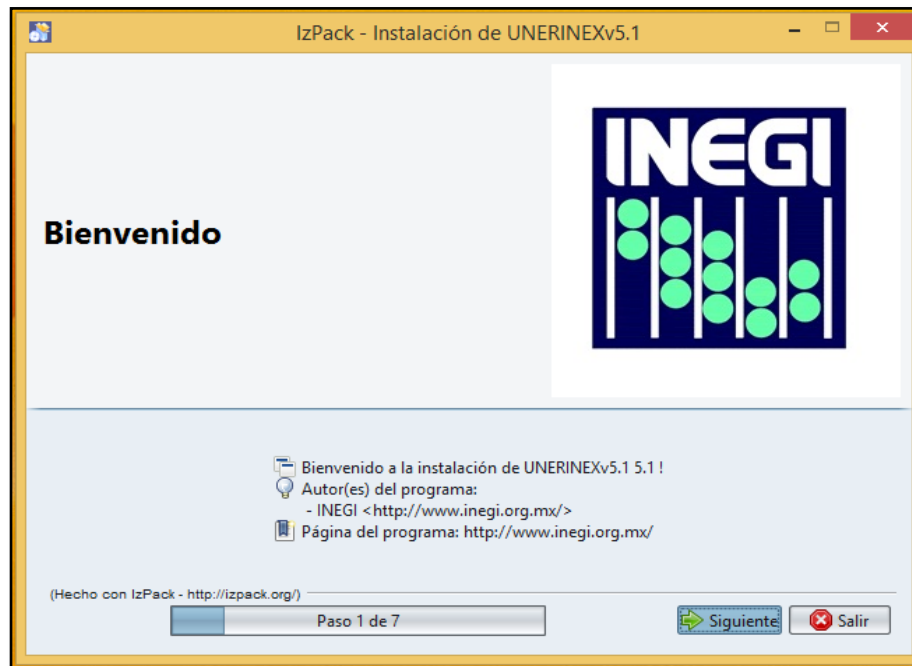 IzPack - Instalación de UNERINEXv5.1
INEGI
Bienvenido
Bienvenido a la instalación de UNERINEXv5.1 5.1 !
Autor(es) del programa:
- INEGI <http://www.inegi.org.mx/>
Página del programa: http://www.inegi.org.mx/
(Hecho con IzPack - http://izpack.org/)
Paso 1 de 7
Siguiente
Salir